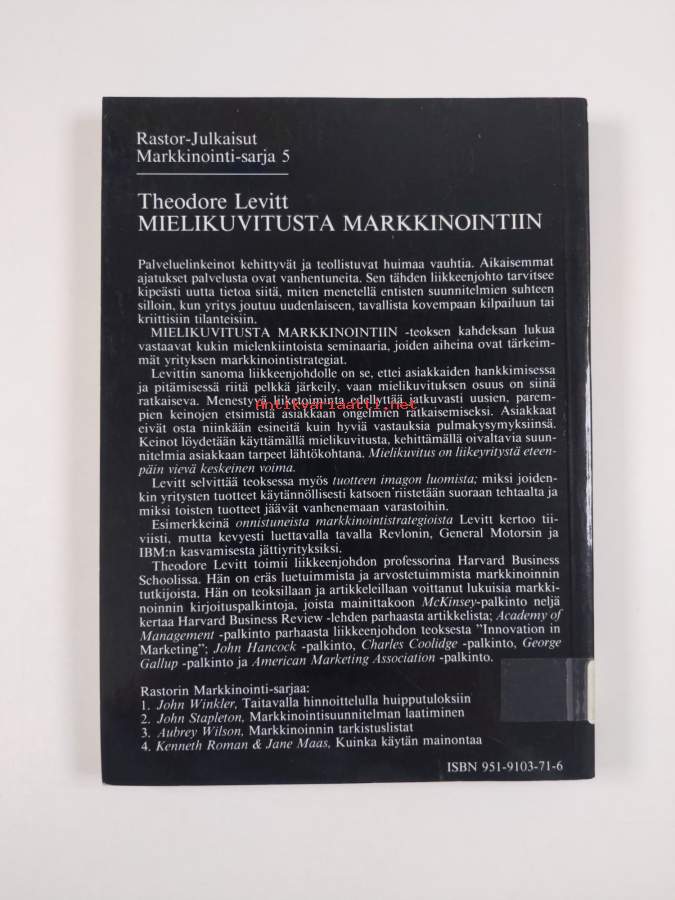 Rastor-Julkaisut
Markkinointi-sarja 5
Theodore Levitt
MIELIKUVITUSTA MARKKINOINTIIN
Palveluelinkeinot kehittyvät ja teollistuvat huimaa vauhtia. Aikaisemmat
ajatukset palvelusta ovat vanhentuneita. Sen tähden liikkeenjohto tarvitsee
kipeästi uutta tietoa siitä, miten menetellä entisten suunnitelmien suhteen
silloin, kun yritys joutuu uudenlaiseen, tavallista kovempaan kilpailuun tai
kriittisiin tilanteisiin.
MIELIKUVITUSTA MARKKINOINTIIN -teoksen kahdeksan lukua
vastaavat kukin mielenkiintoista seminaaria, joiden aiheina ovat tärkeim-
mät yrityksen markkinointistrategiat.
Levittin sanoma liikkeenjohdolle on se, ettei asiakkaiden hankkimisessa
ja pitämisessä riitä pelkkä järkeily, vaan mielikuvituksen osuus on siinä
ratkaiseva. Menestyvä liiketoiminta edellyttää jatkuvasti uusien, parem-
Antikvariaatti.net
pien keinojen etsimistä asiakkaan ongelmien ratkaisemiseksi. Asiakkaat
eivät osta niinkään esineitä kuin hyviä vastauksia pulmakysymyksiinsä.
Keinot löydetään käyttämällä mielikuvitusta, kehittämällä oivaltavia suun-
nitelmia asiakkaan tarpeet lähtökohtana. Mielikuvitus on liikeyritystä eteen-
päin vievä keskeinen voima.
Levitt selvittää teoksessa myös tuotteen imagon luomista; miksi joiden-
kin yritysten tuotteet käytännöllisesti katsoen riistetään suoraan tehtaalta ja
miksi toisten tuotteet jäävät vanhenemaan varastoihin.
Esimerkkeinä onnistuneista markkinointistrategioista Levitt kertoo tii-
viisti, mutta kevyesti luettavalla tavalla Revlonin, General Motorsin ja
IBM:n kasvamisesta jättiyrityksiksi.
Theodore Levitt toimii liikkeenjohdon professorina Harvard Business
Schoolissa. Hän on eräs luetuimmista ja arvostetuimmista markkinoinnin
tutkijoista. Hän on teoksillaan ja artikkeleillaan voittanut lukuisia markki-
noinnin kirjoituspalkintoja, joista mainittakoon McKinsey-palkinto neljä
kertaa Harvard Business Review -lehden parhaasta artikkelista; Academy of
Management -palkinto parhaasta liikkeenjohdon teoksesta ”Innovation in
Marketing”; John Hancock -palkinto, Charles Coolidge -palkinto, George
Gallup -palkinto ja American Marketing Association -palkinto.
Rastorin Markkinointi-sarjaa:
1. John Winkler, Taitavalla hinnoittelulla huipputuloksiin
2. John Stapleton, Markkinointisuunnitelman laatiminen
3. Aubrey Wilson, Markkinoinnin tarkistuslistat
4. Kenneth Roman & Jane Maas, Kuinka käytän mainontaa
ISBN 951-9103-71-6